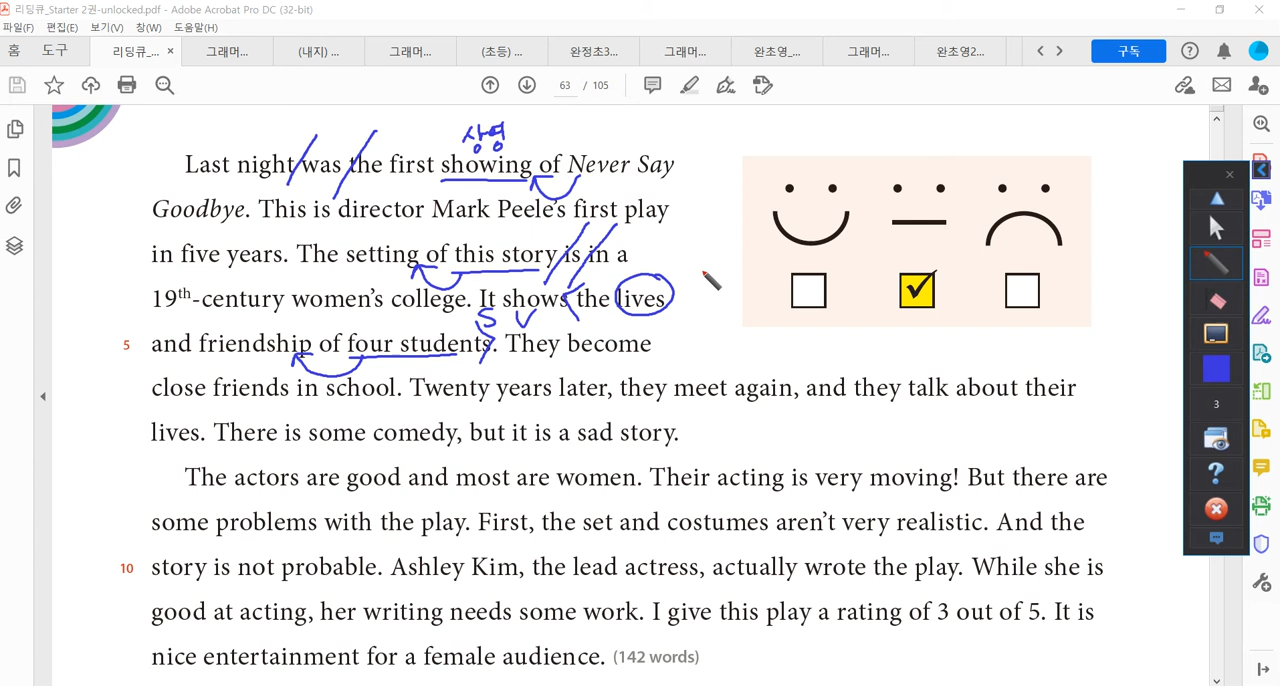 리딩큐_Starter 2권-unlocked.pdf - Adobe Acrobat Pro DC (32-bit)
파일(F) 편집(E) 보기(V) 창(W) 도움말(H)
홈 도구 리딩큐_... × 그래머... (내지) ... 그래머... (초등) ... 완정초3... 그래머... 완초영_... 그래머... 완초영2... 구독
63 / 105
상영
Last night was the first showing of Never Say
Goodbye. This is director Mark Peele's first play
in five years. The setting of this story is in a
19th-century women's college. It shows the lives
S V
5 and friendship of four students. They become
close friends in school. Twenty years later, they meet again, and they talk about their
lives. There is some comedy, but it is a sad story.
The actors are good and most are women. Their acting is very moving! But there are
some problems with the play. First, the set and costumes aren't very realistic. And the
10 story is not probable. Ashley Kim, the lead actress, actually wrote the play. While she is
good at acting, her writing needs some work. I give this play a rating of 3 out of 5. It is
nice entertainment for a female audience. (142 words)
3